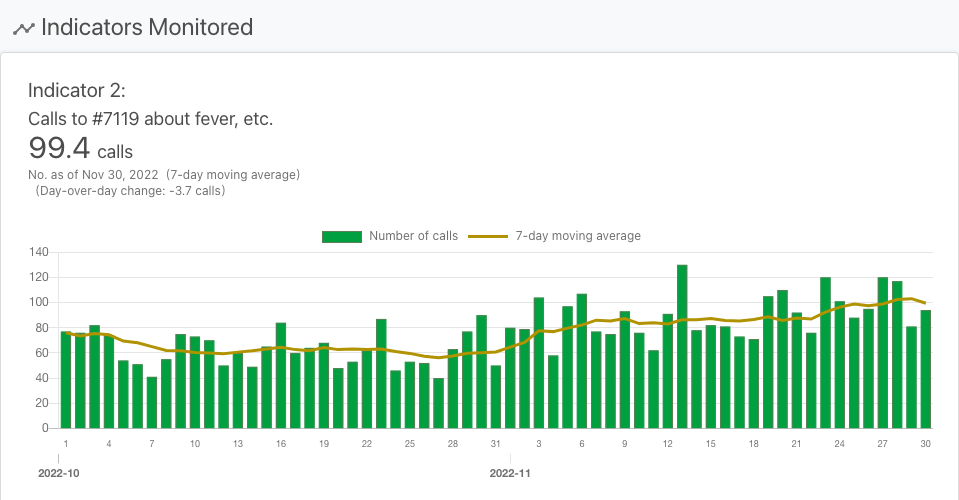 Indicators Monitored
Indicator 2:
Calls to #7119 about fever, etc.
99.4 calls
No. as of Nov 30, 2022 (7-day moving average)
(Day-over-day change: -3.7 calls)
Number of calls 7-day moving average
140
120
100
80
60
40
20
0
1 4 7 10 13 16 19 22 25 28 31 3 6 9 12 15 18 21 24 27 30
2022-10 2022-11